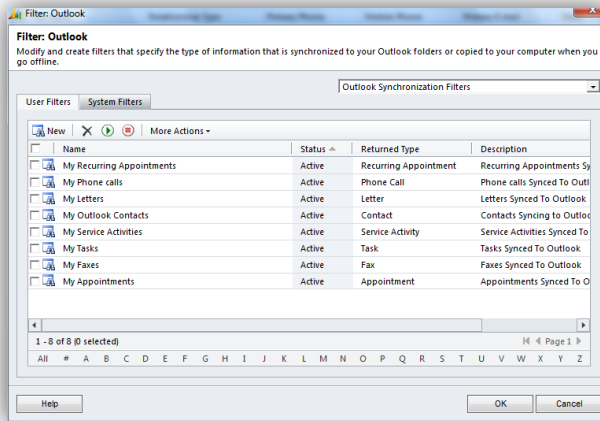 Filter: Outlook
Filter: Outlook
Modify and create filters that specify the type of information that is synchronized to your Outlook folders or copied to your computer when you
go offline.
Outlook Synchronization Filters
User Filters System Filters
New More Actions
Name Status Returned Type Description
My Recurring Appointments Active Recurring Appointment Recurring Appointments Sy
My Phone calls Active Phone Call Phone calls Synced To Outl
My Letters Active Letter Letters Synced To Outlook
My Outlook Contacts Active Contact Contacts Syncing to Outloo
My Service Activities Active Service Activity Service Activities Synced To
My Tasks Active Task Tasks Synced To Outlook
My Faxes Active Fax Faxes Synced To Outlook
My Appointments Active Appointment Appointments Synced To O
1 - 8 of 8 (0 selected) Page 1
All # A B C D E F G H I J K L M N O P Q R S T U V W X Y Z
Help OK Cancel